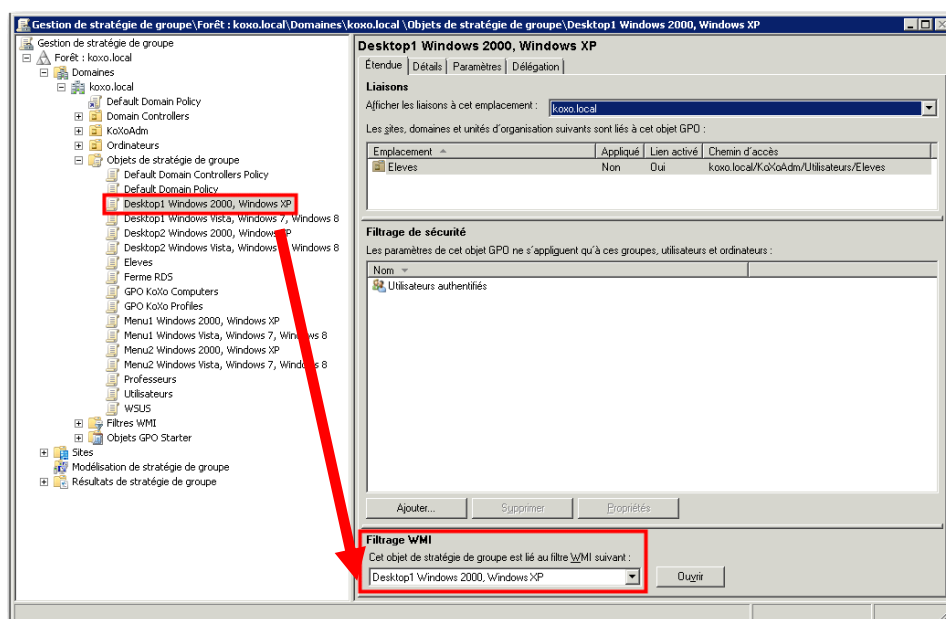 Gestion de stratégie de groupe\Forêt : koxo.local\Domaines\koxo.local \Objets de stratégie de groupe\Desktop1 Windows 2000, Windows XP
Gestion de stratégie de groupe
Forêt : koxo.local
Domaines
koxo.local
Default Domain Policy
Domain Controllers
KoXoAdm
Ordinateurs
Objets de stratégie de groupe
Default Domain Controllers Policy
Default Domain Policy
Desktop1 Windows 2000, Windows XP
Desktop1 Windows Vista, Windows 7, Windows 8
Desktop2 Windows 2000, Windows XP
Desktop2 Windows Vista, Windows 7, Windows 8
Eleves
Ferme RDS
GPO KoXo Computers
GPO KoXo Profiles
Menu1 Windows 2000, Windows XP
Menu1 Windows Vista, Windows 7, Windows 8
Menu2 Windows 2000, Windows XP
Menu2 Windows Vista, Windows 7, Windows 8
Professeurs
Utilisateurs
WSUS
Filtres WMI
Objets GPO Starter
Sites
Modélisation de stratégie de groupe
Résultats de stratégie de groupe
Desktop1 Windows 2000, Windows XP
Étendue Détails Paramètres Délégation
Liaisons
Afficher les liaisons à cet emplacement : koxo.local
Les sites, domaines et unités d'organisation suivants sont liés à cet objet GPO :
Emplacement Appliqué Lien activé Chemin d'accès
Eleves Non Oui koxo.local/KoXoAdm/Utilisateurs/Eleves
Filtrage de sécurité
Les paramètres de cet objet GPO ne s'appliquent qu'à ces groupes, utilisateurs et ordinateurs :
Nom
Utilisateurs authentifiés
Ajouter... Supprimer Propriétés
Filtrage WMI
Cet objet de stratégie de groupe est lié au filtre WMI suivant :
Desktop1 Windows 2000, Windows XP Ouvrir